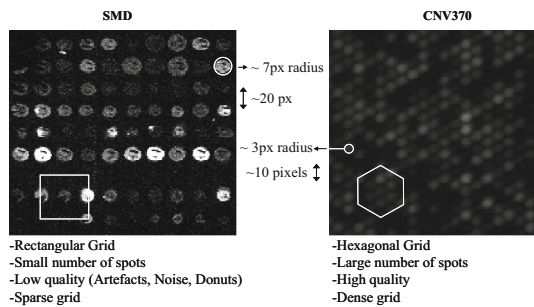 SMD
CNV370
~ 7px radius
~20 px
~ 3px radius
~10 pixels
-Rectangular Grid
-Small number of spots
-Low quality (Artefacts, Noise, Donuts)
-Sparse grid
-Hexagonal Grid
-Large number of spots
-High quality
-Dense grid